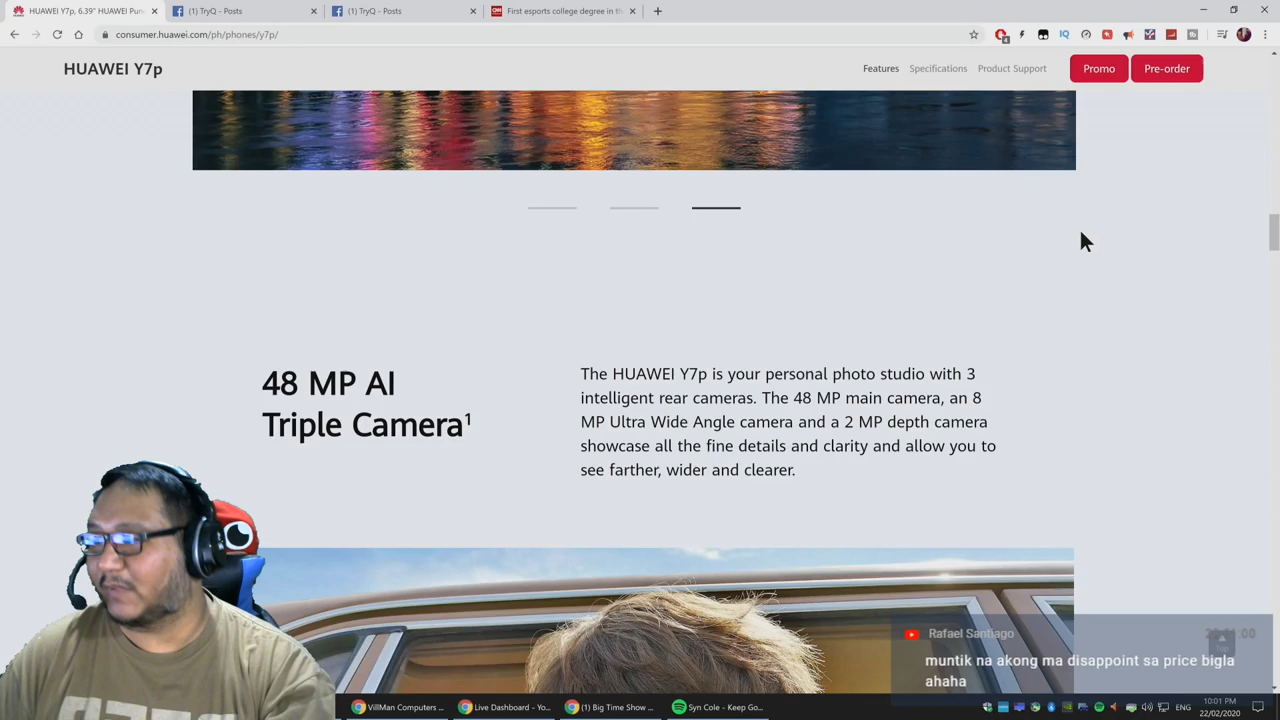 HUAWEI Y7p, 6.39" HUAWEI Pun
(1) TryQ - Posts
(1) TryQ - Posts
First esports college degree in th
consumer.huawei.com/ph/phones/y7p/
HUAWEI Y7p
Features
Specifications
Product Support
Promo
Pre-order
48 MP AI
Triple Camera¹
The HUAWEI Y7p is your personal photo studio with 3
intelligent rear cameras. The 48 MP main camera, an 8
MP Ultra Wide Angle camera and a 2 MP depth camera
showcase all the fine details and clarity and allow you to
see farther, wider and clearer.
Rafael Santiago
muntik na akong ma disappoint sa price bigla
ahaha
Top
VillMan Computers ...
Live Dashboard - Yo...
(1) Big Time Show ...
Syn Cole - Keep Go...
ENG
10:01 PM
22/02/2020